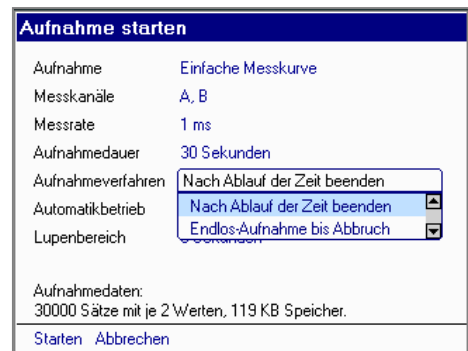 Aufnahme starten
Aufnahme Einfache Messkurve
Messkanäle A, B
Messrate 1 ms
Aufnahmedauer 30 Sekunden
Aufnahmeverfahren Nach Ablauf der Zeit beenden
Automatikbetrieb Nach Ablauf der Zeit beenden
Endlos-Aufnahme bis Abbruch
Lupenbereich Sekunden
Aufnahmedaten:
30000 Sätze mit je 2 Werten, 119 KB Speicher.
Starten Abbrechen